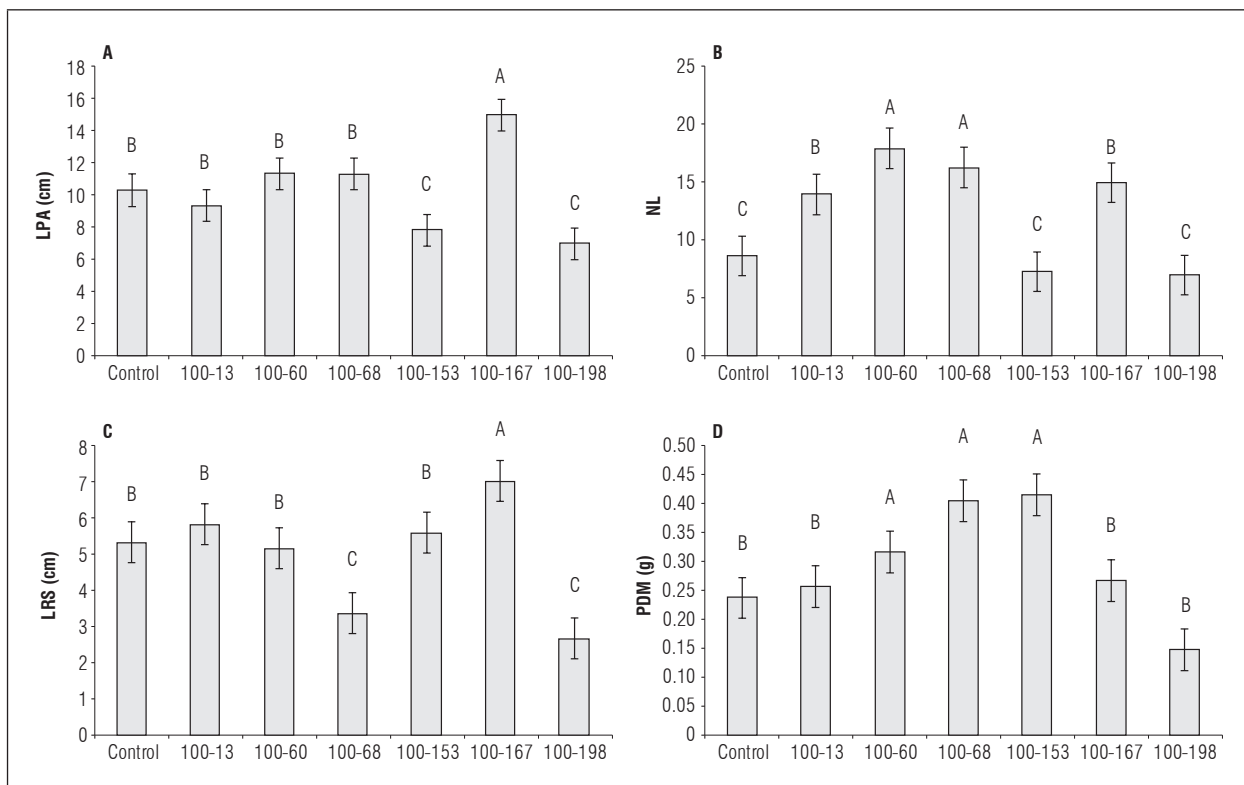 A
LPA (cm)
18
16
14
12
10
8
6
4
2
0
B
B
B
B
C
A
C
Control 100-13 100-60 100-68 100-153 100-167 100-198
B
NL
25
20
15
10
5
0
C
B
A
A
C
B
C
Control 100-13 100-60 100-68 100-153 100-167 100-198
C
LRS (cm)
8
7
6
5
4
3
2
1
0
B
B
B
C
B
A
C
Control 100-13 100-60 100-68 100-153 100-167 100-198
D
PDM (g)
0.50
0.45
0.40
0.35
0.30
0.25
0.20
0.15
0.10
0.05
0
B
B
A
A
A
B
B
Control 100-13 100-60 100-68 100-153 100-167 100-198